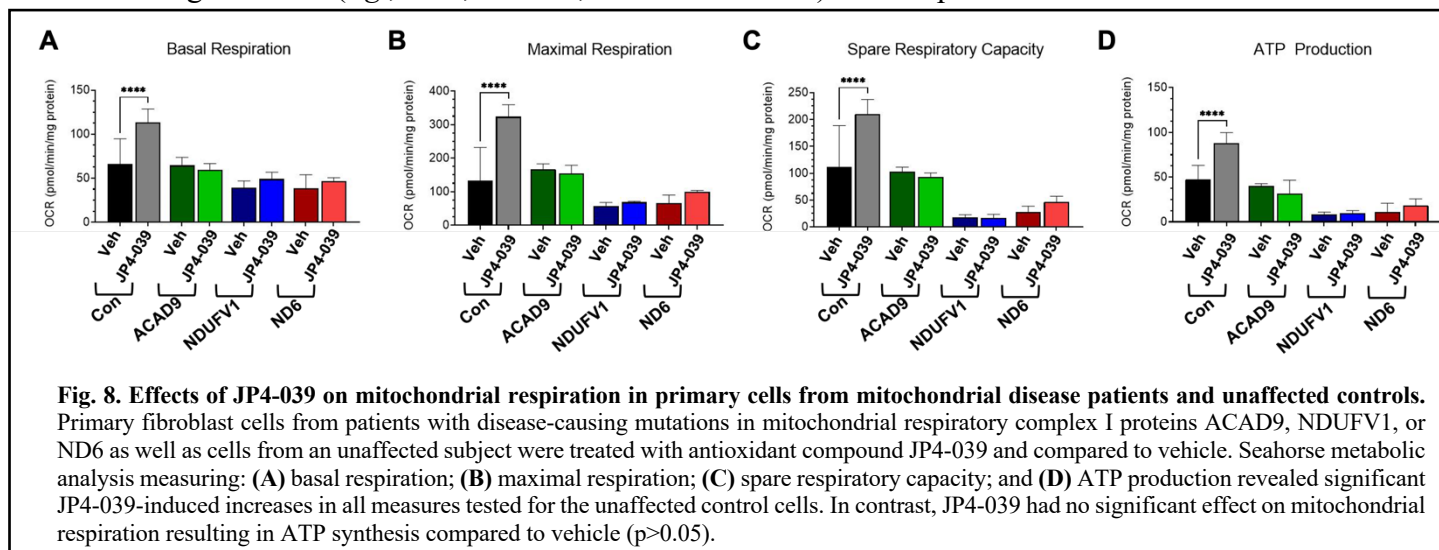 A
Basal Respiration
OCR (pmol/min/mg protein)
150
100
50
0
****
Veh
JP4-039
Veh
JP4-039
Veh
JP4-039
Veh
JP4-039
Con
ACAD9
NDUFV1
ND6
B
Maximal Respiration
OCR (pmol/min/mg protein)
400
300
200
100
0
****
Veh
JP4-039
Veh
JP4-039
Veh
JP4-039
Veh
JP4-039
Con
ACAD9
NDUFV1
ND6
C
Spare Respiratory Capacity
OCR (pmol/min/mg protein)
250
200
150
100
50
0
****
Veh
JP4-039
Veh
JP4-039
Veh
JP4-039
Veh
JP4-039
Con
ACAD9
NDUFV1
ND6
D
ATP Production
OCR (pmol/min/mg protein)
150
100
50
0
****
Veh
JP4-039
Veh
JP4-039
Veh
JP4-039
Veh
JP4-039
Con
ACAD9
NDUFV1
ND6
Fig. 8. Effects of JP4-039 on mitochondrial respiration in primary cells from mitochondrial disease patients and unaffected controls.
Primary fibroblast cells from patients with disease-causing mutations in mitochondrial respiratory complex I proteins ACAD9, NDUFV1, or
ND6 as well as cells from an unaffected subject were treated with antioxidant compound JP4-039 and compared to vehicle. Seahorse metabolic
analysis measuring: (A) basal respiration; (B) maximal respiration; (C) spare respiratory capacity; and (D) ATP production revealed significant
JP4-039-induced increases in all measures tested for the unaffected control cells. In contrast, JP4-039 had no significant effect on mitochondrial
respiration resulting in ATP synthesis compared to vehicle (p>0.05).